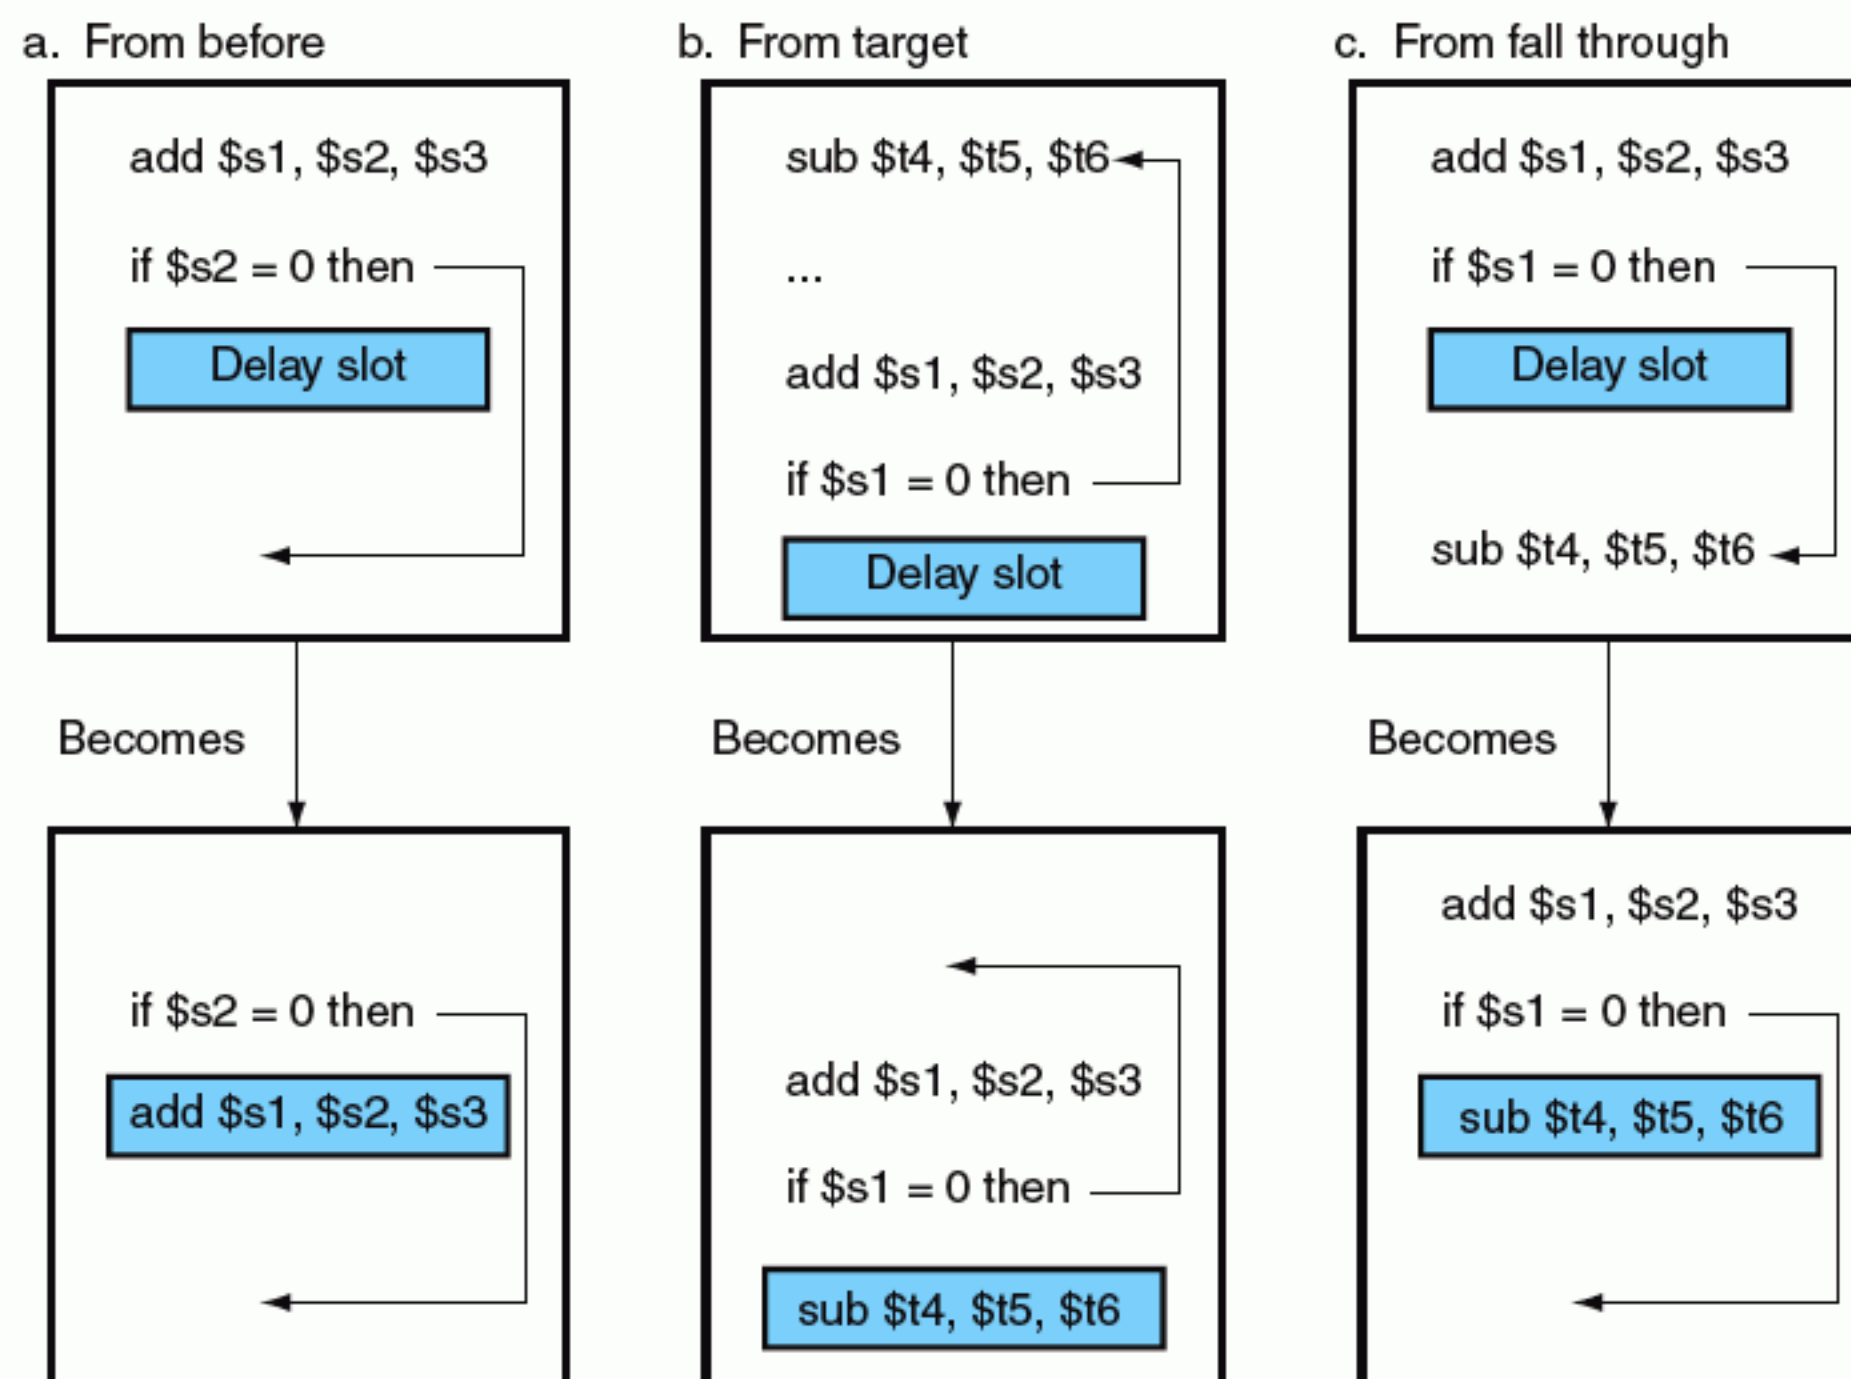 a. From before
add $s1, $s2, $s3
if $s2 = 0 then
Delay slot
Becomes
if $s2 = 0 then
add $s1, $s2, $s3
b. From target
sub $t4, $t5, $t6
...
add $s1, $s2, $s3
if $s1 = 0 then
Delay slot
Becomes
add $s1, $s2, $s3
if $s1 = 0 then
sub $t4, $t5, $t6
c. From fall through
add $s1, $s2, $s3
if $s1 = 0 then
Delay slot
sub $t4, $t5, $t6
Becomes
add $s1, $s2, $s3
if $s1 = 0 then
sub $t4, $t5, $t6